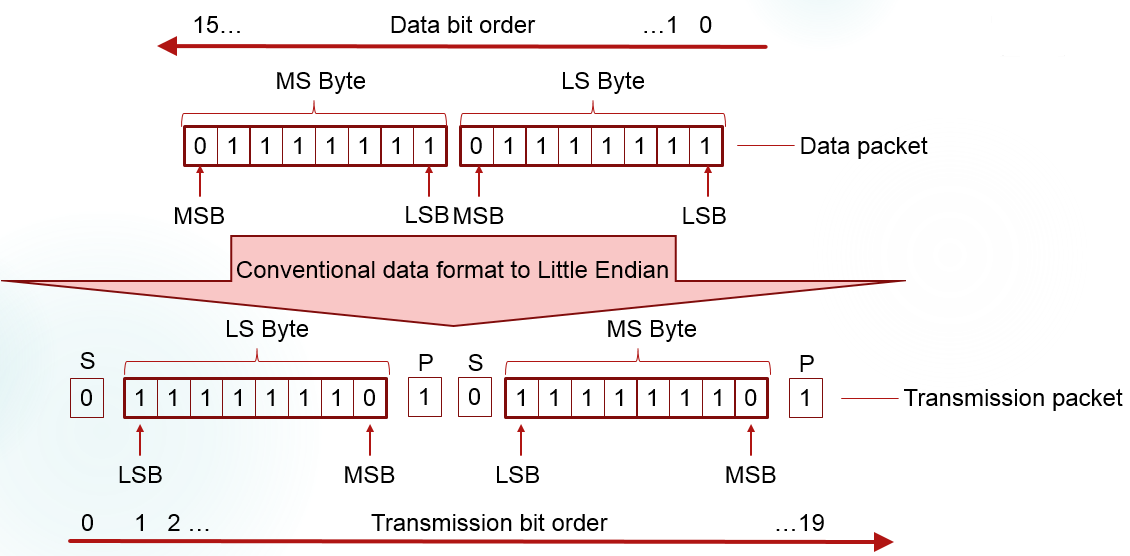 15… Data bit order …1 0
MS Byte LS Byte
0 1 1 1 1 1 1 1 0 1 1 1 1 1 1 1 Data packet
MSB LSB MSB LSB
Conventional data format to Little Endian
LS Byte MS Byte
S P S P
0 1 1 1 1 1 1 1 0 1 0 1 1 1 1 1 1 1 0 1 Transmission packet
LSB MSB LSB MSB
0 1 2 … Transmission bit order …19